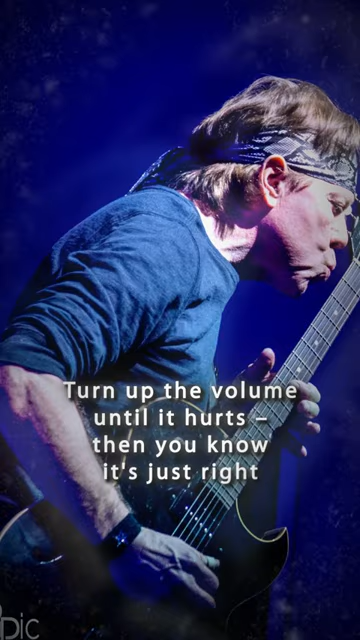 Turn up the volume
until it hurts –
then you know
it's just right